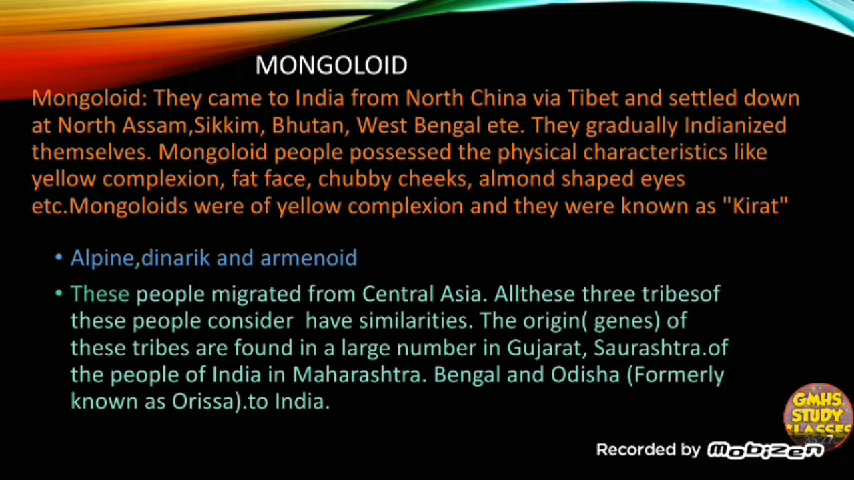 MONGOLOID
Mongoloid: They came to India from North China via Tibet and settled down
at North Assam,Sikkim, Bhutan, West Bengal ete. They gradually Indianized
themselves. Mongoloid people possessed the physical characteristics like
yellow complexion, fat face, chubby cheeks, almond shaped eyes
etc.Mongoloids were of yellow complexion and they were known as "Kirat"
• Alpine,dinarik and armenoid
• These people migrated from Central Asia. Allthese three tribesof
these people consider have similarities. The origin( genes) of
these tribes are found in a large number in Gujarat, Saurashtra.of
the people of India in Maharashtra. Bengal and Odisha (Formerly
known as Orissa).to India.
GMHS
STUDY
CLASSES
Recorded by Mobizen